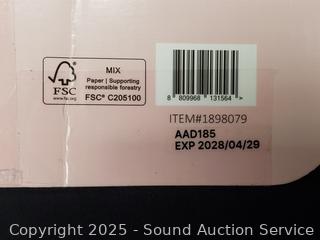 FSC
www.fsc.org
MIX
Paper | Supporting
responsible forestry
FSC® C205100
8 809968 131564 >
ITEM#1898079
AAD185
EXP 2028/04/29
Copyright 2025 - Sound Auction Service